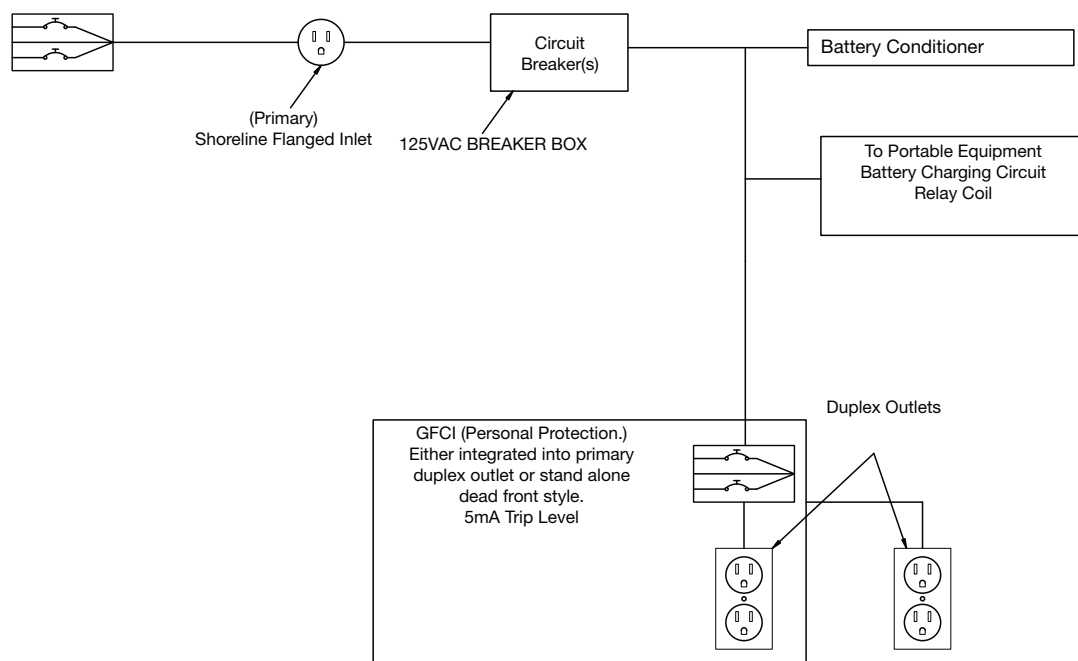 Circuit
Breaker(s)
Battery Conditioner
(Primary)
Shoreline Flanged Inlet
125VAC BREAKER BOX
To Portable Equipment
Battery Charging Circuit
Relay Coil
Duplex Outlets
GFCI (Personal Protection.)
Either integrated into primary
duplex outlet or stand alone
dead front style.
5mA Trip Level